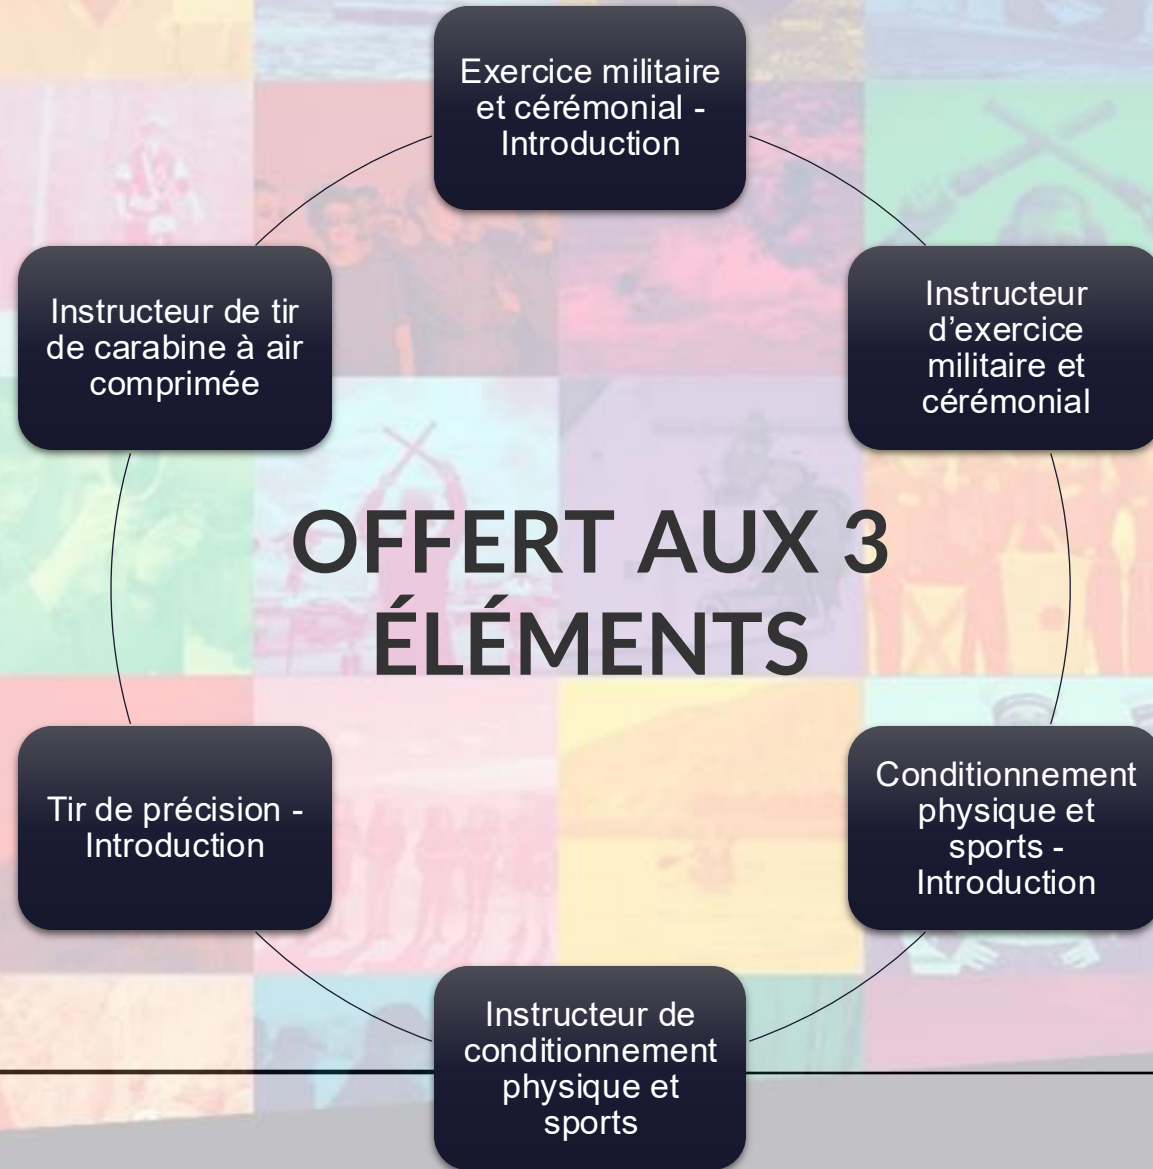 Exercice militaire
et cérémonial -
Introduction
Instructeur
d'exercice
militaire et
cérémonial
Conditionnement
physique et
sports -
Introduction
Instructeur de
conditionnement
physique et
sports
Tir de précision -
Introduction
Instructeur de tir
de carabine à air
comprimée
OFFERT AUX 3
ÉLÉMENTS